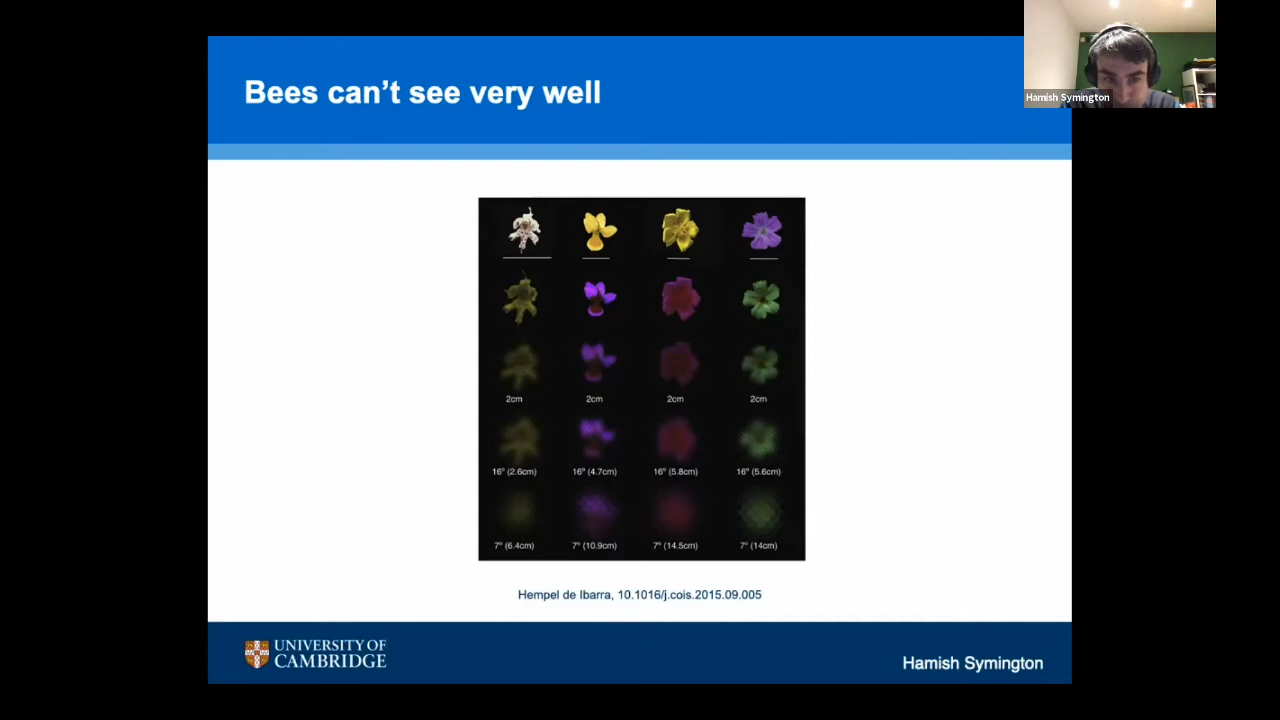 Bees can't see very well
Hamish Symington
2cm 2cm 2cm 2cm
16° (2.6cm) 16° (4.7cm) 16° (5.8cm) 16° (5.6cm)
7° (6.4cm) 7° (10.9cm) 7° (14.5cm) 7° (14cm)
Hempel de Ibarra, 10.1016/j.cois.2015.09.005
UNIVERSITY OF
CAMBRIDGE
Hamish Symington